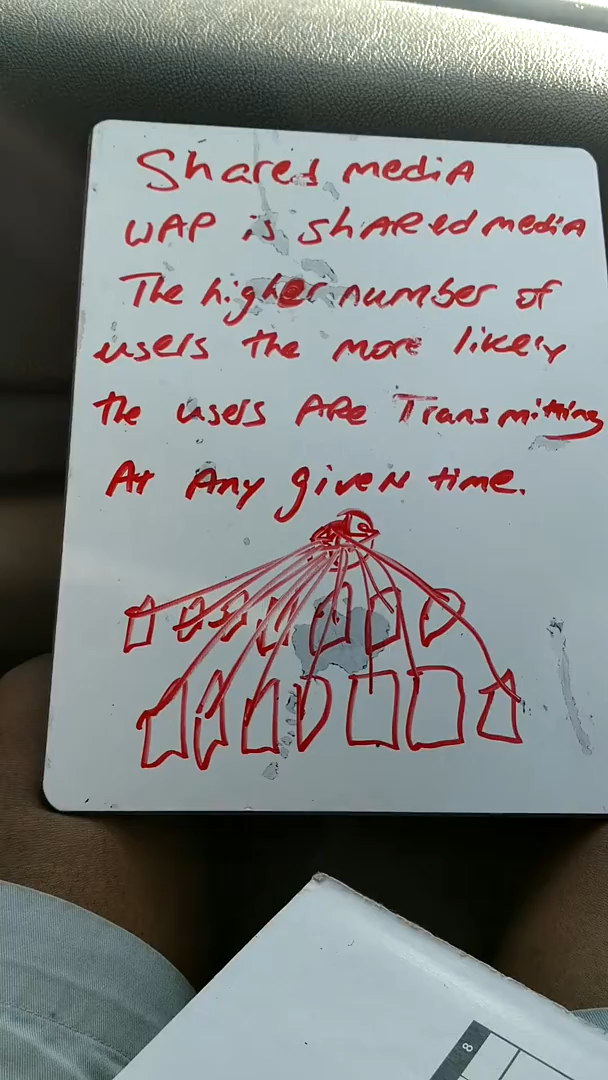 Shared media
WAP is shARed media
The higher number of
users the more likely
the users ARe Transmitting
At Any given time.
8